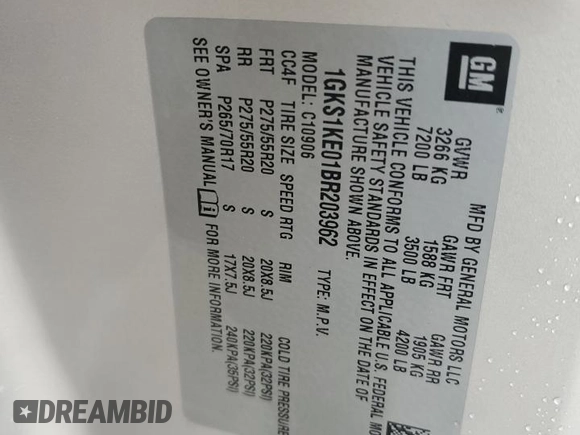 GM
MFD BY GENERAL MOTORS LLC
GVWR GAWR FRT GAWR RR
3266 KG 1588 KG 1905 KG
7200 LB 3500 LB 4200 LB
THIS VEHICLE CONFORMS TO ALL APPLICABLE U.S. FEDERAL
VEHICLE SAFETY STANDARDS IN EFFECT ON THE DATE OF
MANUFACTURE SHOWN ABOVE.
1GKS1KE01BR203962 TYPE: M.P.V.
MODEL: C10906
CC4F TIRE SIZE SPEED RTG RIM COLD TIRE PRESSURE
FRT P275/55R20 S 20X8.5J 220KPA(32PSI)
RR P275/55R20 S 20X8.5J 220KPA(32PSI)
SPA P265/70R17 S 17X7.5J 240KPA(35PSI)
SEE OWNER'S MANUAL FOR MORE INFORMATION.
DREAMBID